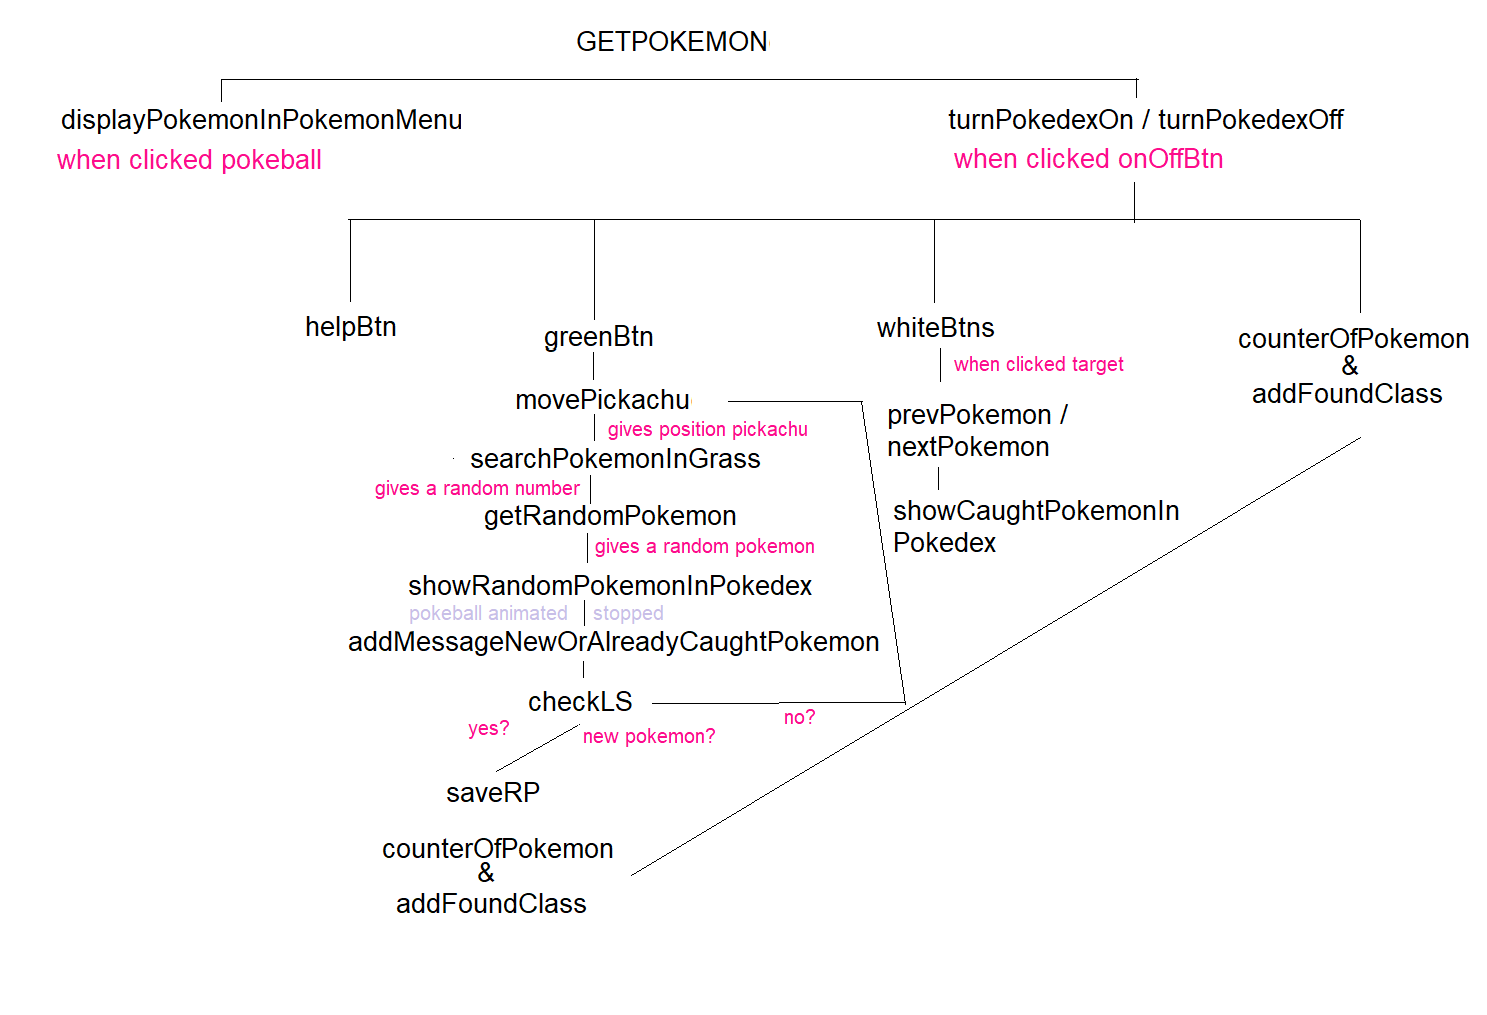 GETPOKEMON
displayPokemonInPokemonMenu
when clicked pokeball
turnPokedexOn / turnPokedexOff
when clicked onOffBtn
helpBtn
greenBtn
movePickachu
gives position pickachu
searchPokemonInGrass
gives a random number
getRandomPokemon
gives a random pokemon
showRandomPokemonInPokedex
pokeball animated
stopped
addMessageNewOrAlreadyCaughtPokemon
checkLS
yes?
new pokemon?
no?
saveRP
counterOfPokemon
&
addFoundClass
whiteBtns
when clicked target
prevPokemon /
nextPokemon
showCaughtPokemonIn
Pokedex
counterOfPokemon
&
addFoundClass